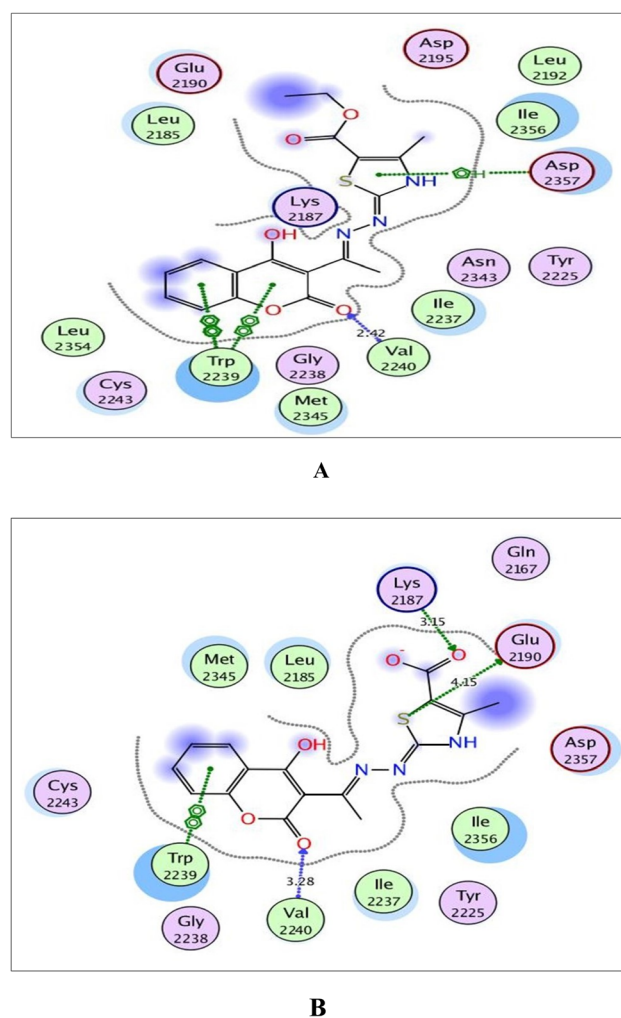 Asp
2195
Glu
2190
Leu
2192
Leu
2185
Ile
2356
O
O
Asp
2357
H
S
NH
Lys
2187
N
N
OH
Asn
2343
Tyr
2225
O
O
Ile
2237
2.42
Leu
2354
Trp
2239
Gly
2238
Val
2240
Cys
2243
Met
2345
A
Gln
2167
Lys
2187
3.15
Glu
2190
Met
2345
Leu
2185
O-
O
4.15
S
NH
OH
N
N
Asp
2357
Cys
2243
O
O
Ile
2356
Trp
2239
3.28
Ile
2237
Tyr
2225
Gly
2238
Val
2240
B